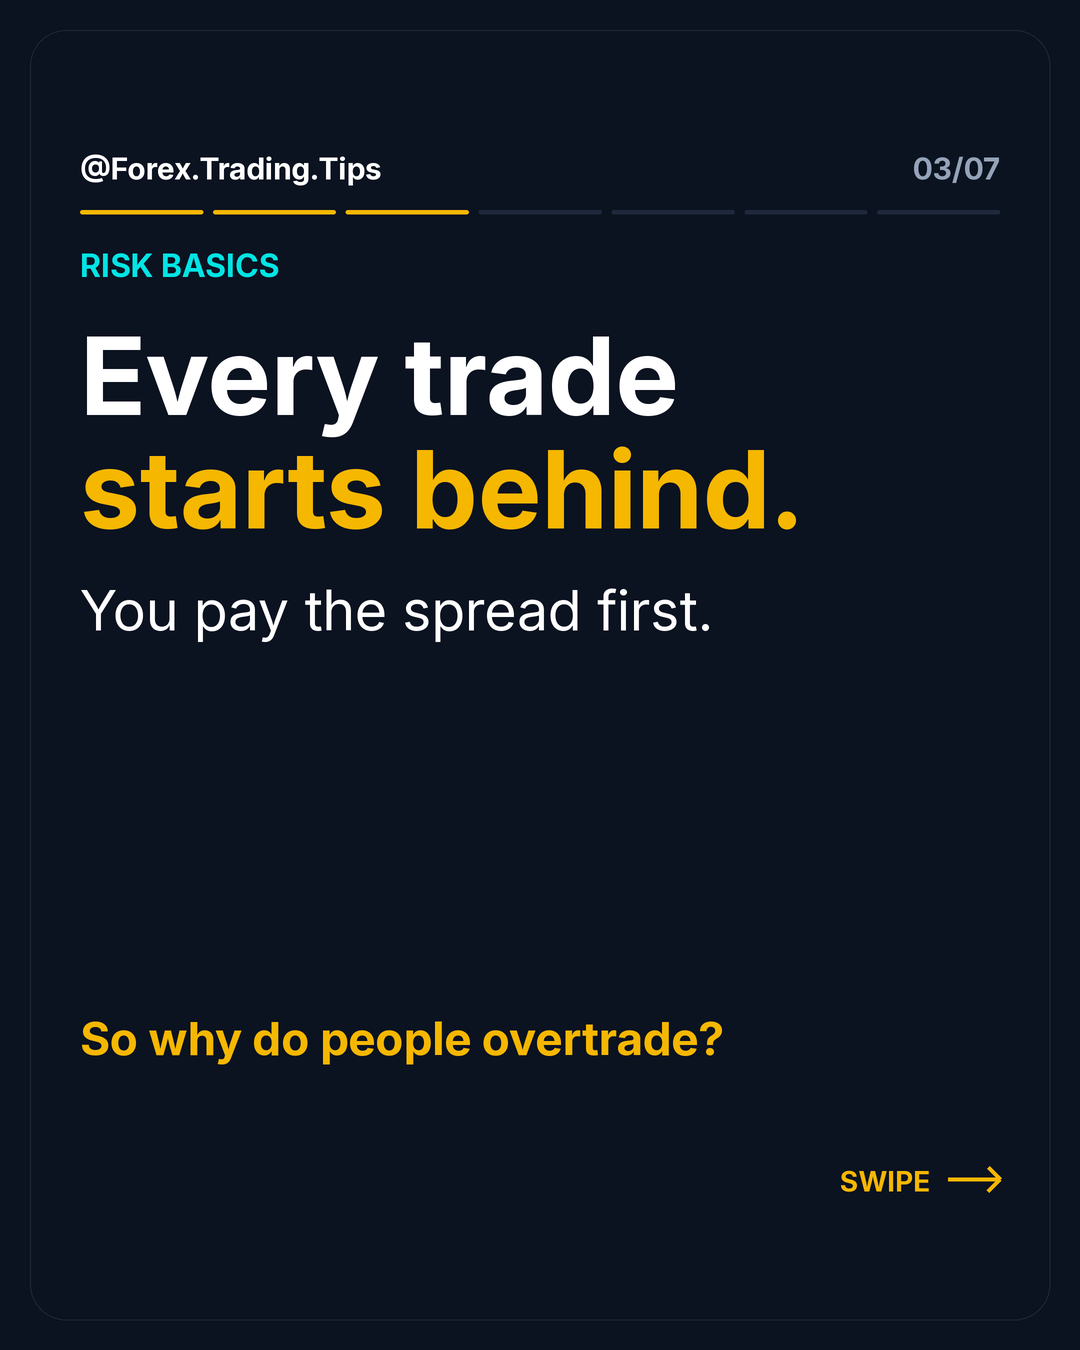 @Forex.Trading.Tips
03/07
RISK BASICS
Every trade
starts behind.
You pay the spread first.
So why do people overtrade?
SWIPE